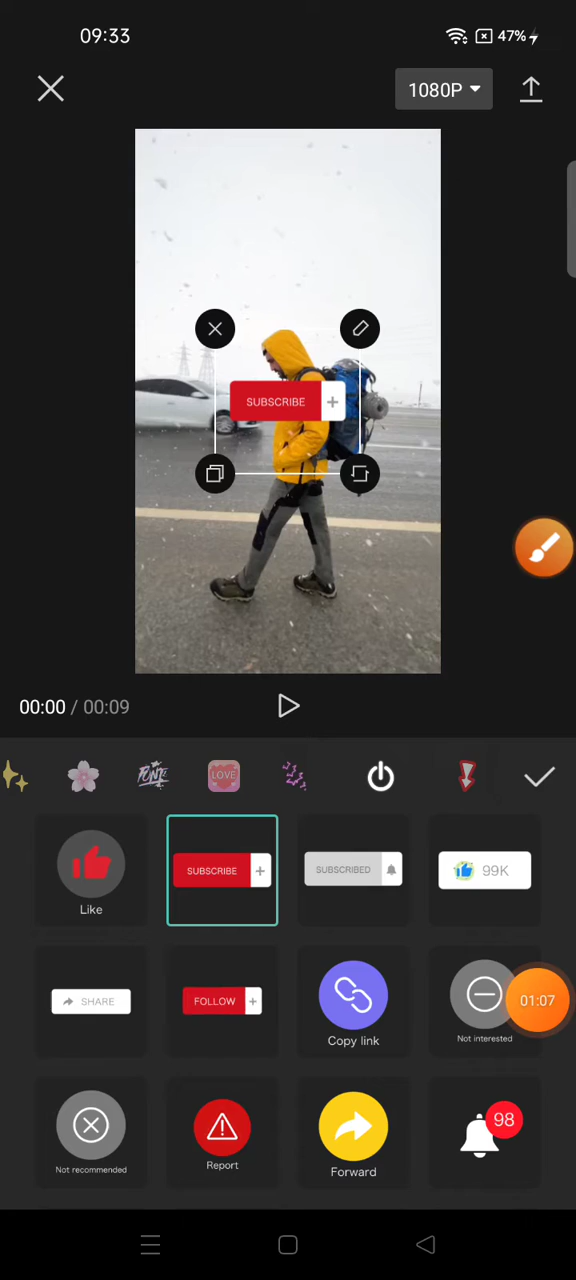 09:33
47%
1080P
SUBSCRIBE
00:00 / 00:09
LOVE
SUBSCRIBE
SUBSCRIBED
99K
Like
SHARE
FOLLOW
Copy link
Not interested
01:07
98
Not recommended
Report
Forward